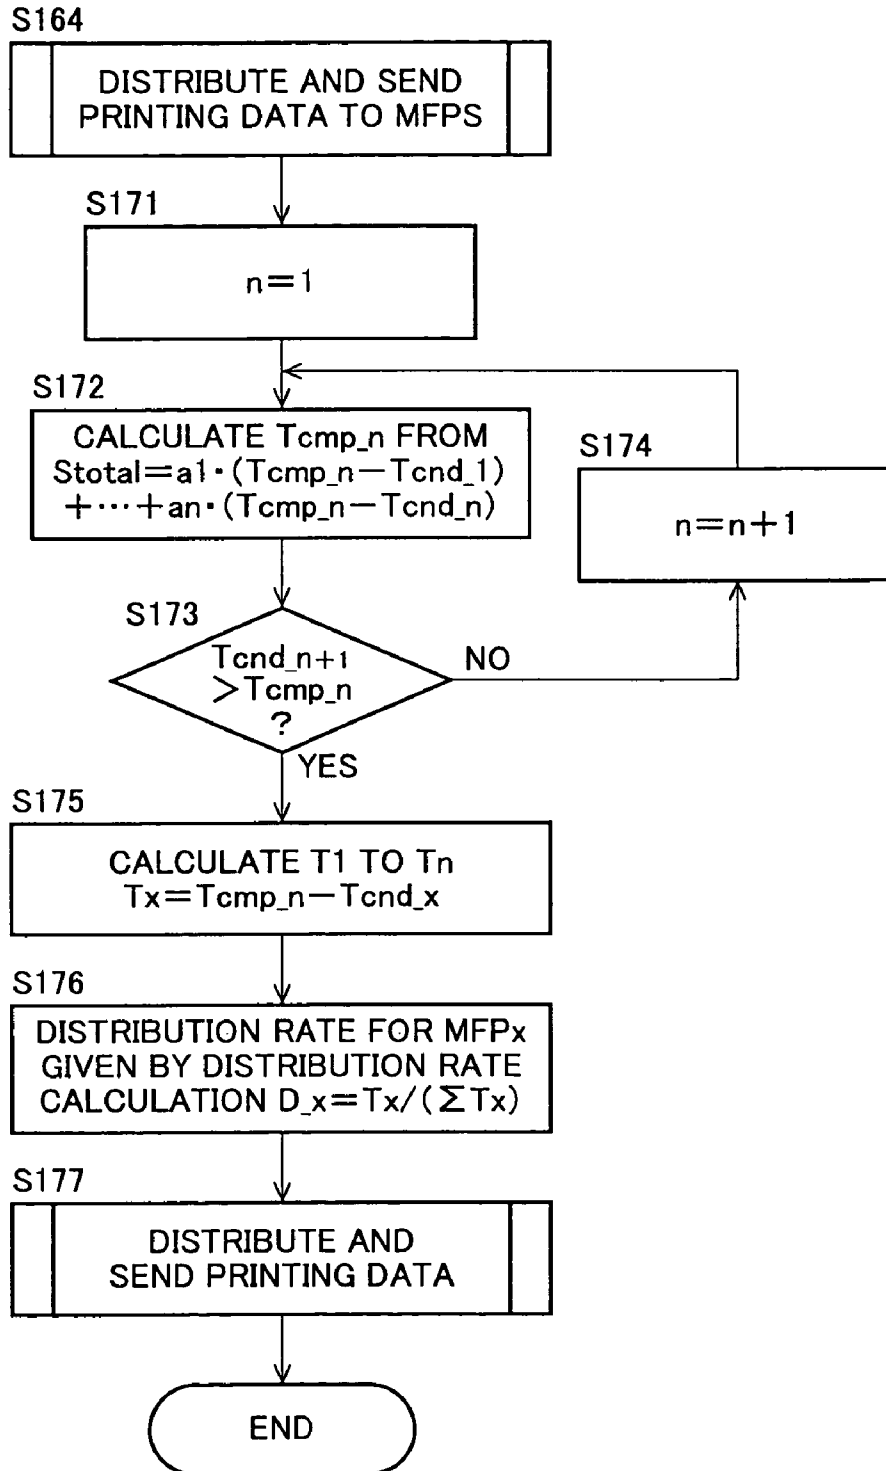 S164
DISTRIBUTE AND SEND
PRINTING DATA TO MFPS
S171
n=1
S172
CALCULATE Tcmp_n FROM
Stotal=a1·(Tcmp_n-Tcnd_1)
+···+an·(Tcmp_n-Tcnd_n)
S174
n=n+1
S173
Tcnd_n+1
>Tcmp_n
?
NO
YES
S175
CALCULATE T1 TO Tn
Tx=Tcmp_n-Tcnd_x
S176
DISTRIBUTION RATE FOR MFPx
GIVEN BY DISTRIBUTION RATE
CALCULATION D_x=Tx/(ΣTx)
S177
DISTRIBUTE AND
SEND PRINTING DATA
END